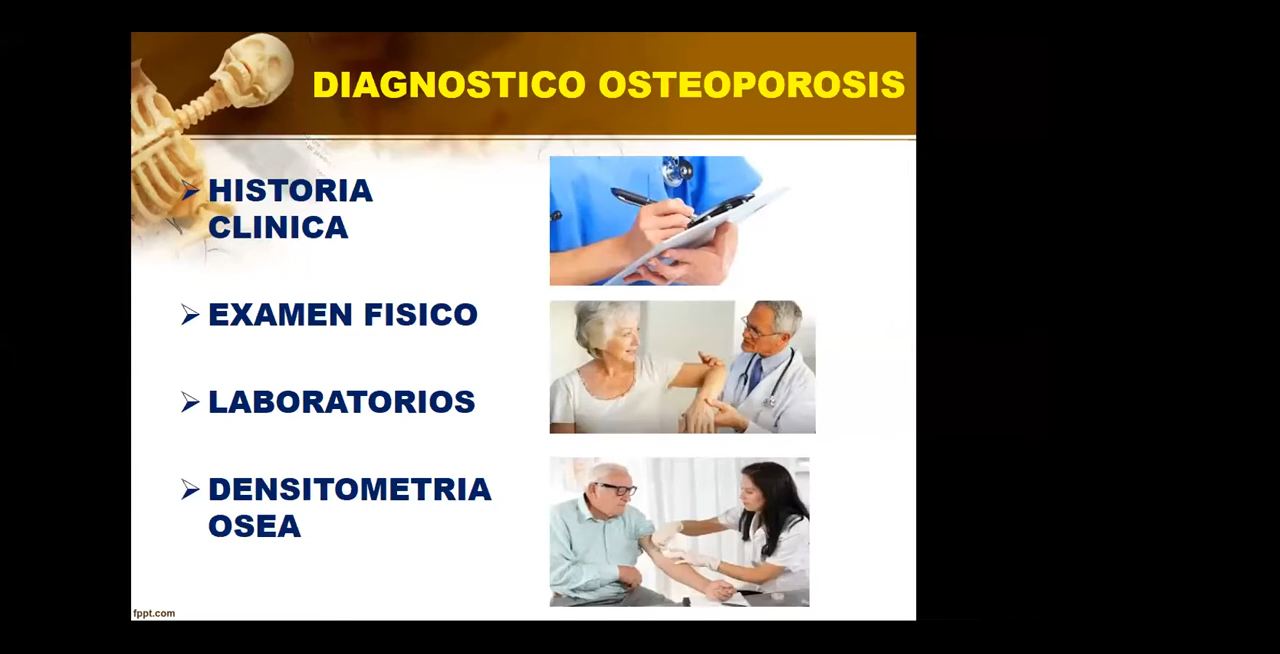 DIAGNOSTICO OSTEOPOROSIS
HISTORIA
CLINICA
EXAMEN FISICO
LABORATORIOS
DENSITOMETRIA
OSEA
fppt.com